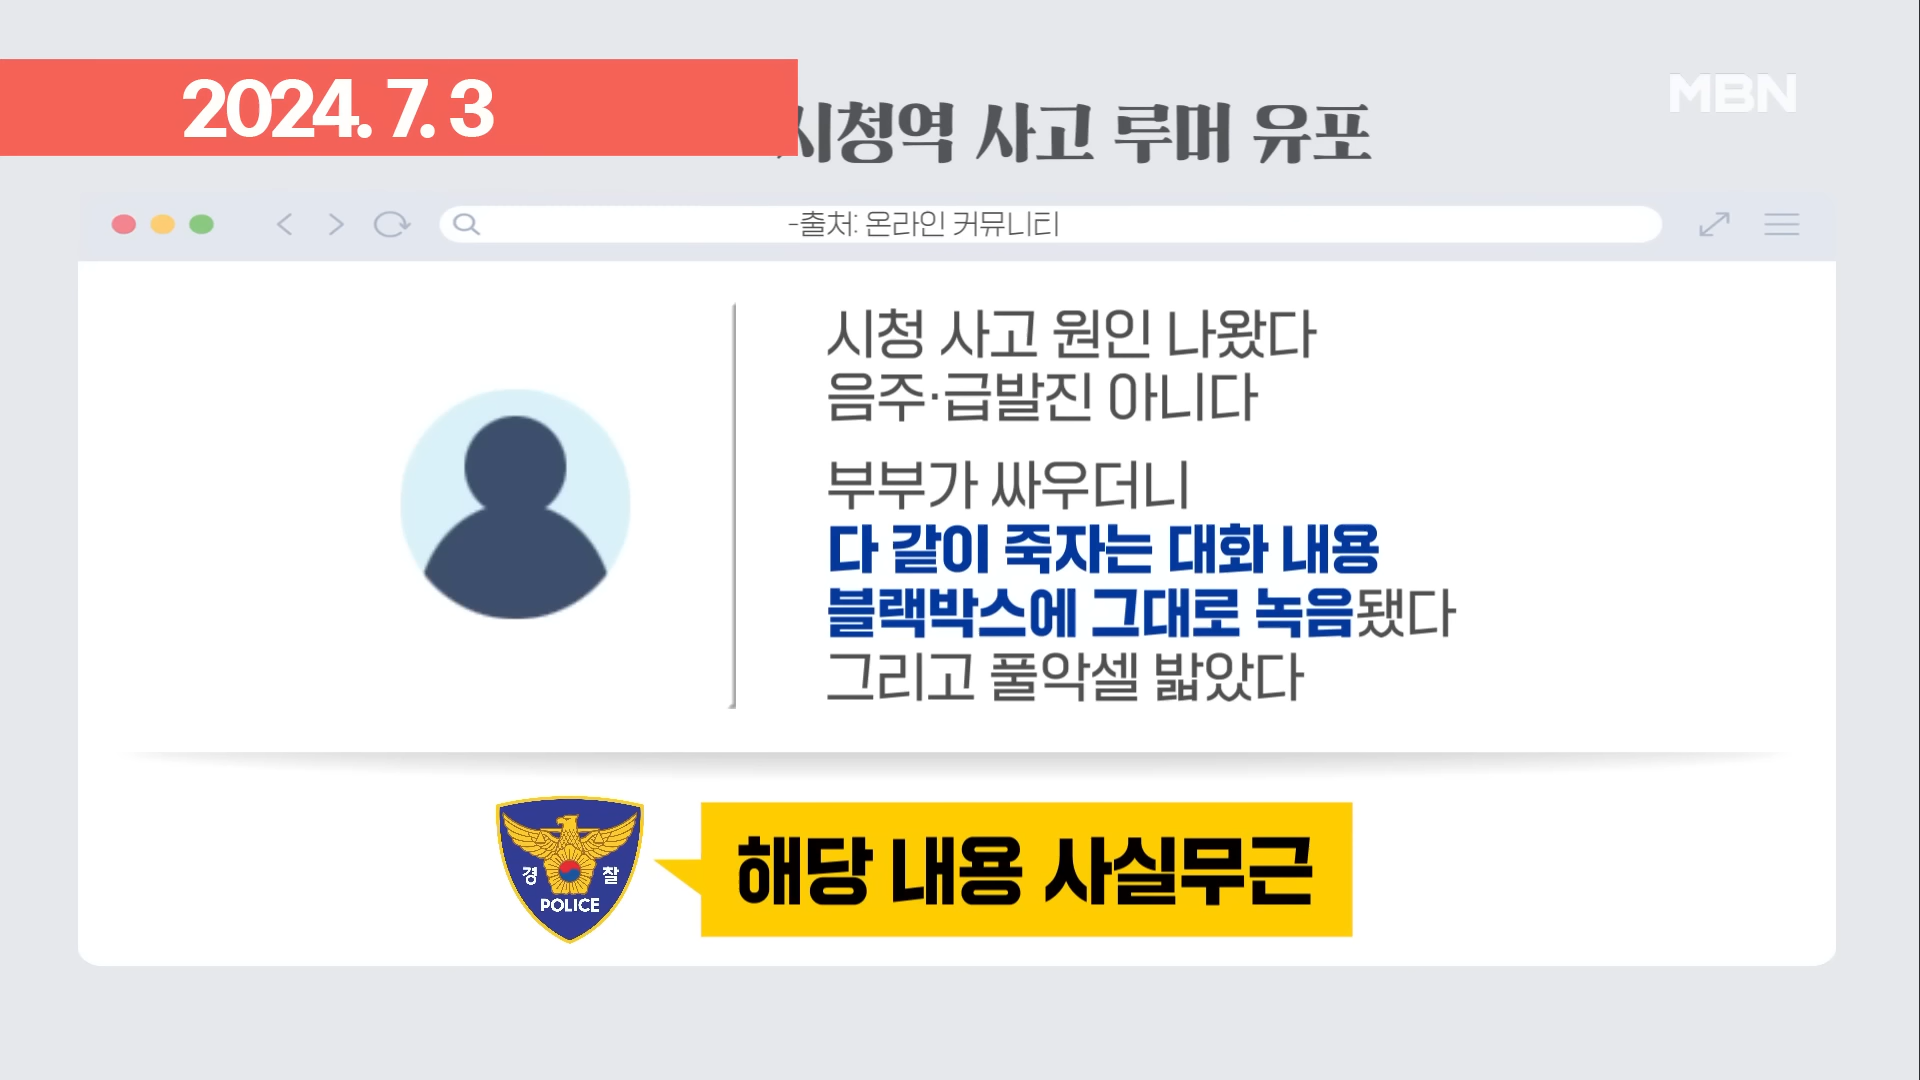 2024. 7. 3
MBN
시청역 사고 루머 유포
-출처: 온라인 커뮤니티
시청 사고 원인 나왔다
음주·급발진 아니다
부부가 싸우더니
다 같이 죽자는 대화 내용
블랙박스에 그대로 녹음됐다
그리고 풀악셀 밟았다
경찰
POLICE
해당 내용 사실무근